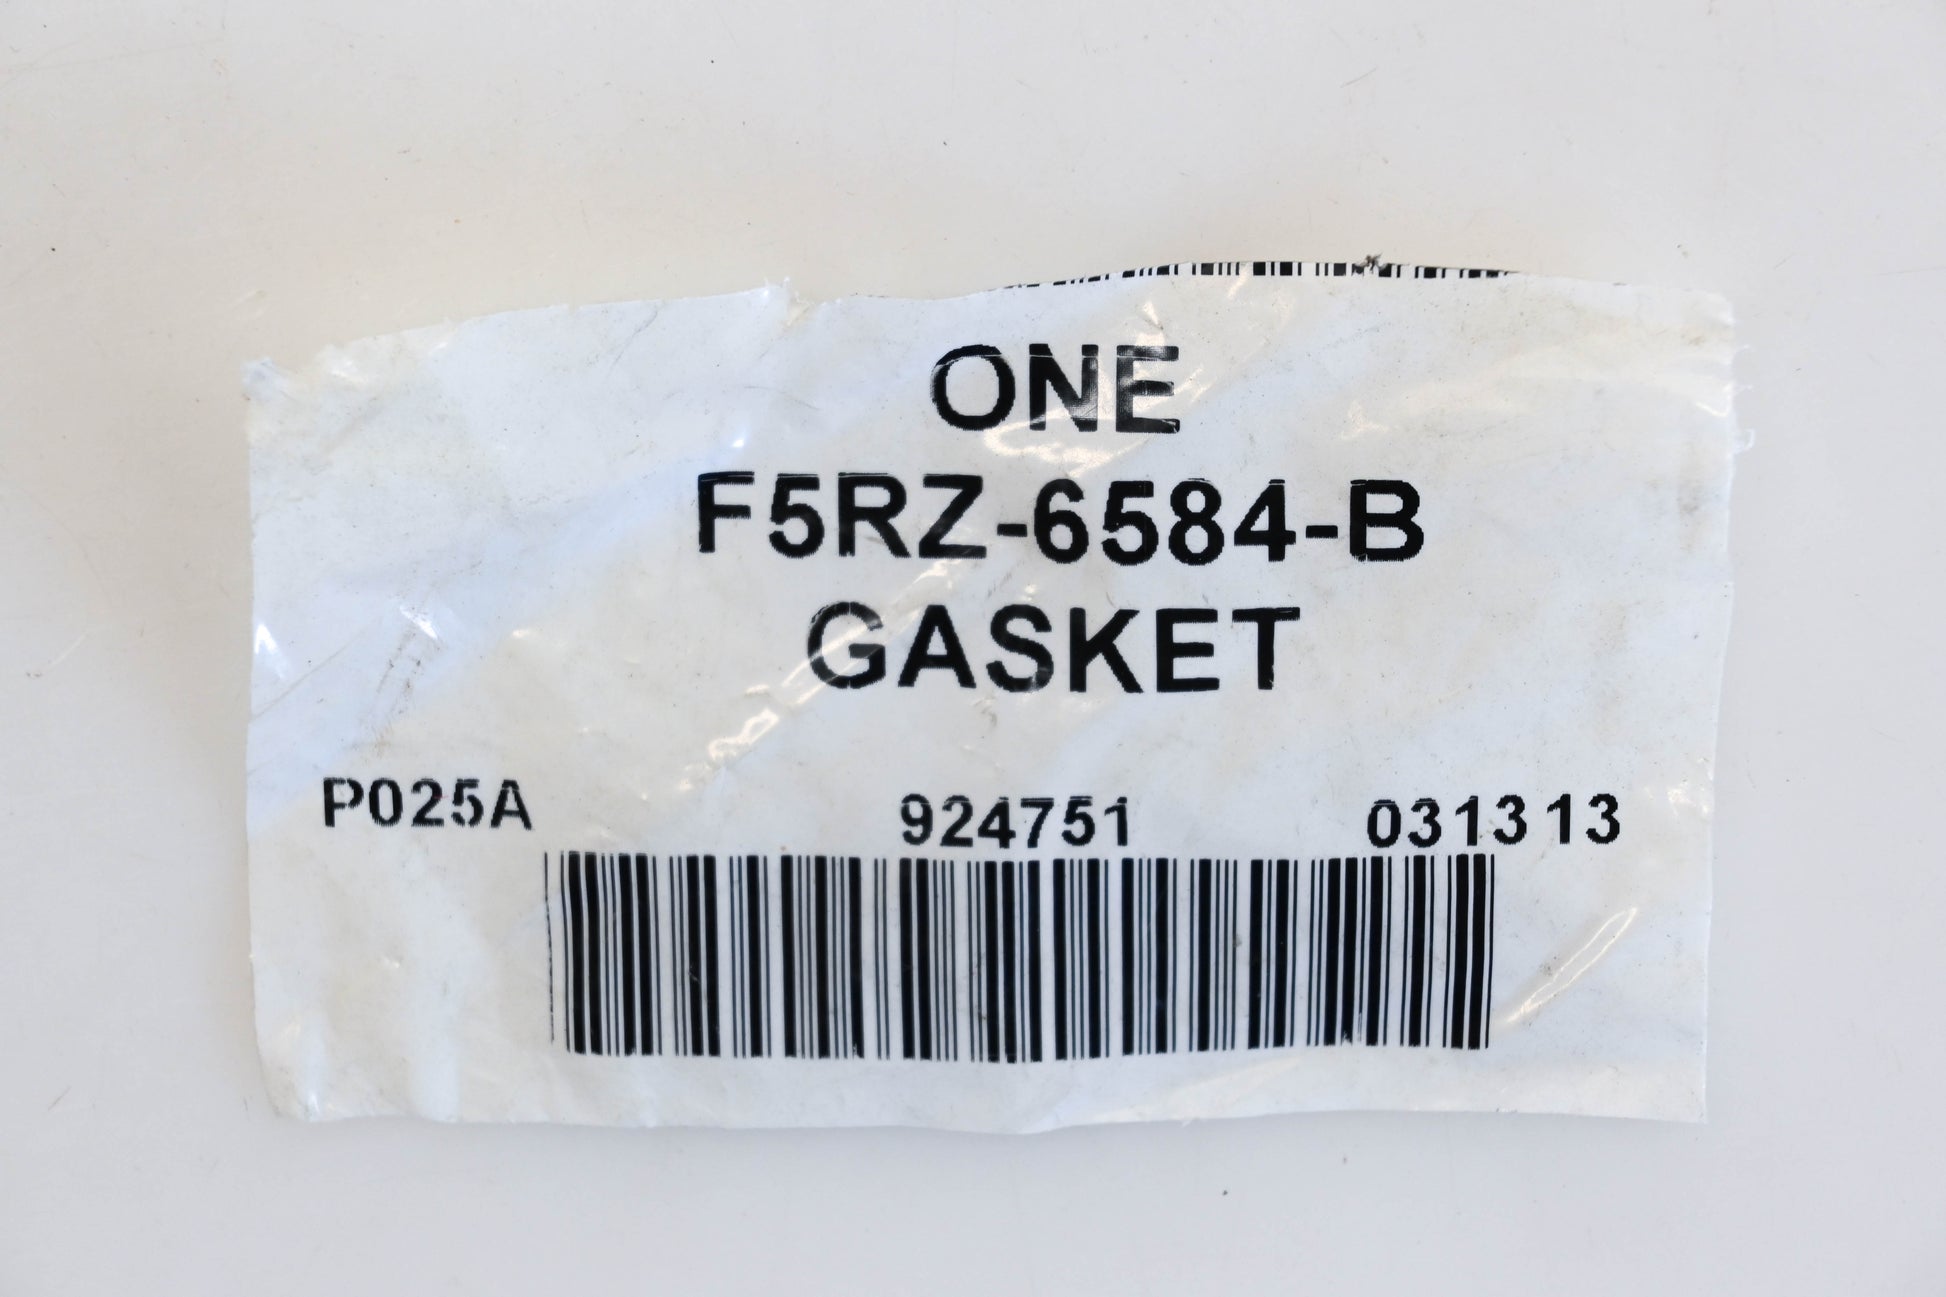 ONE
F5RZ-6584-B
GASKET
P025A 924751 031313